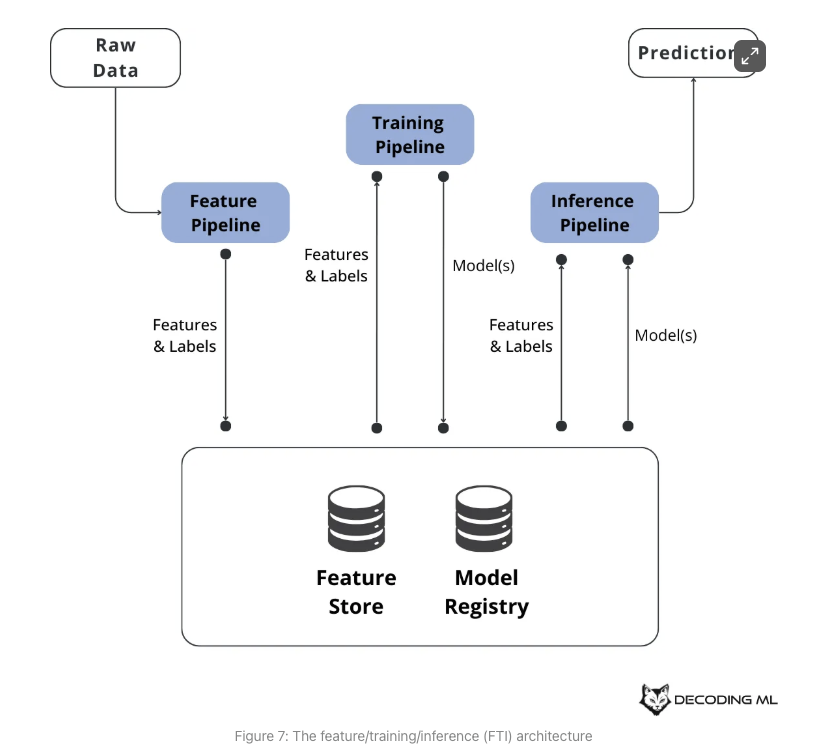 Raw
Data
Prediction
Training
Pipeline
Feature
Pipeline
Inference
Pipeline
Features
& Labels
Model(s)
Features
& Labels
Features
& Labels
Model(s)
Feature
Store
Model
Registry
DECODING ML
Figure 7: The feature/training/inference (FTI) architecture